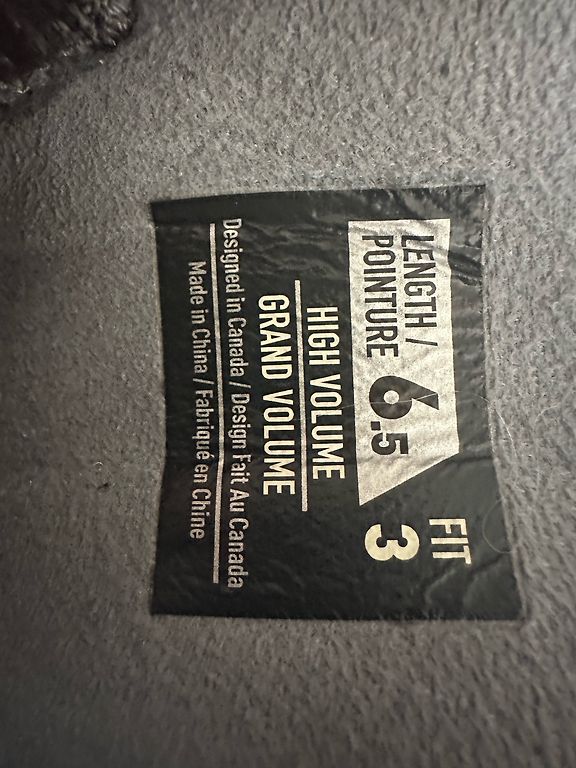 LENGTH /
POINTURE 6.5
FIT
3
HIGH VOLUME
GRAND VOLUME
Designed in Canada / Design Fait Au Canada
Made in China / Fabriqué en Chine